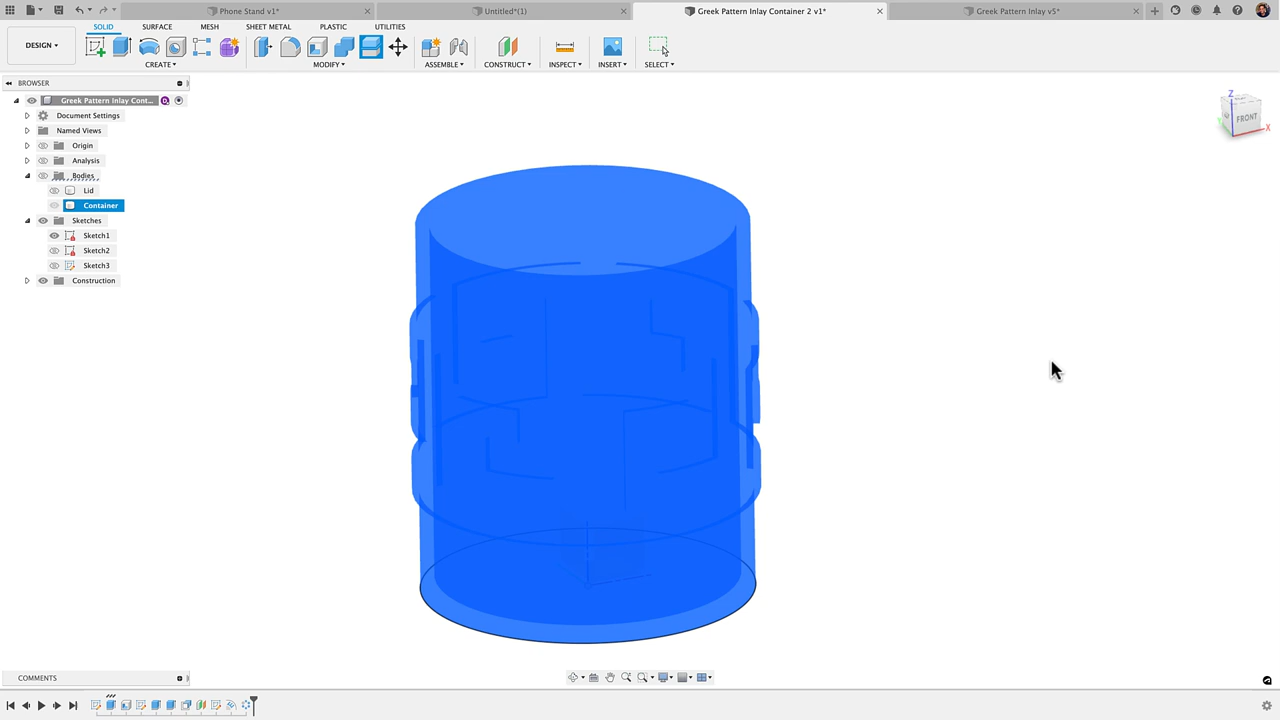 Phone Stand v1*
Untitled*(1)
Greek Pattern Inlay Container 2 v1*
Greek Pattern Inlay v5*
SOLID
SURFACE
MESH
SHEET METAL
PLASTIC
UTILITIES
DESIGN
CREATE
MODIFY
ASSEMBLE
CONSTRUCT
INSPECT
INSERT
SELECT
BROWSER
Greek Pattern Inlay Cont...
Document Settings
Named Views
Origin
Analysis
Bodies
Lid
Container
Sketches
Sketch1
Sketch2
Sketch3
Construction
Z
FRONT
X
COMMENTS